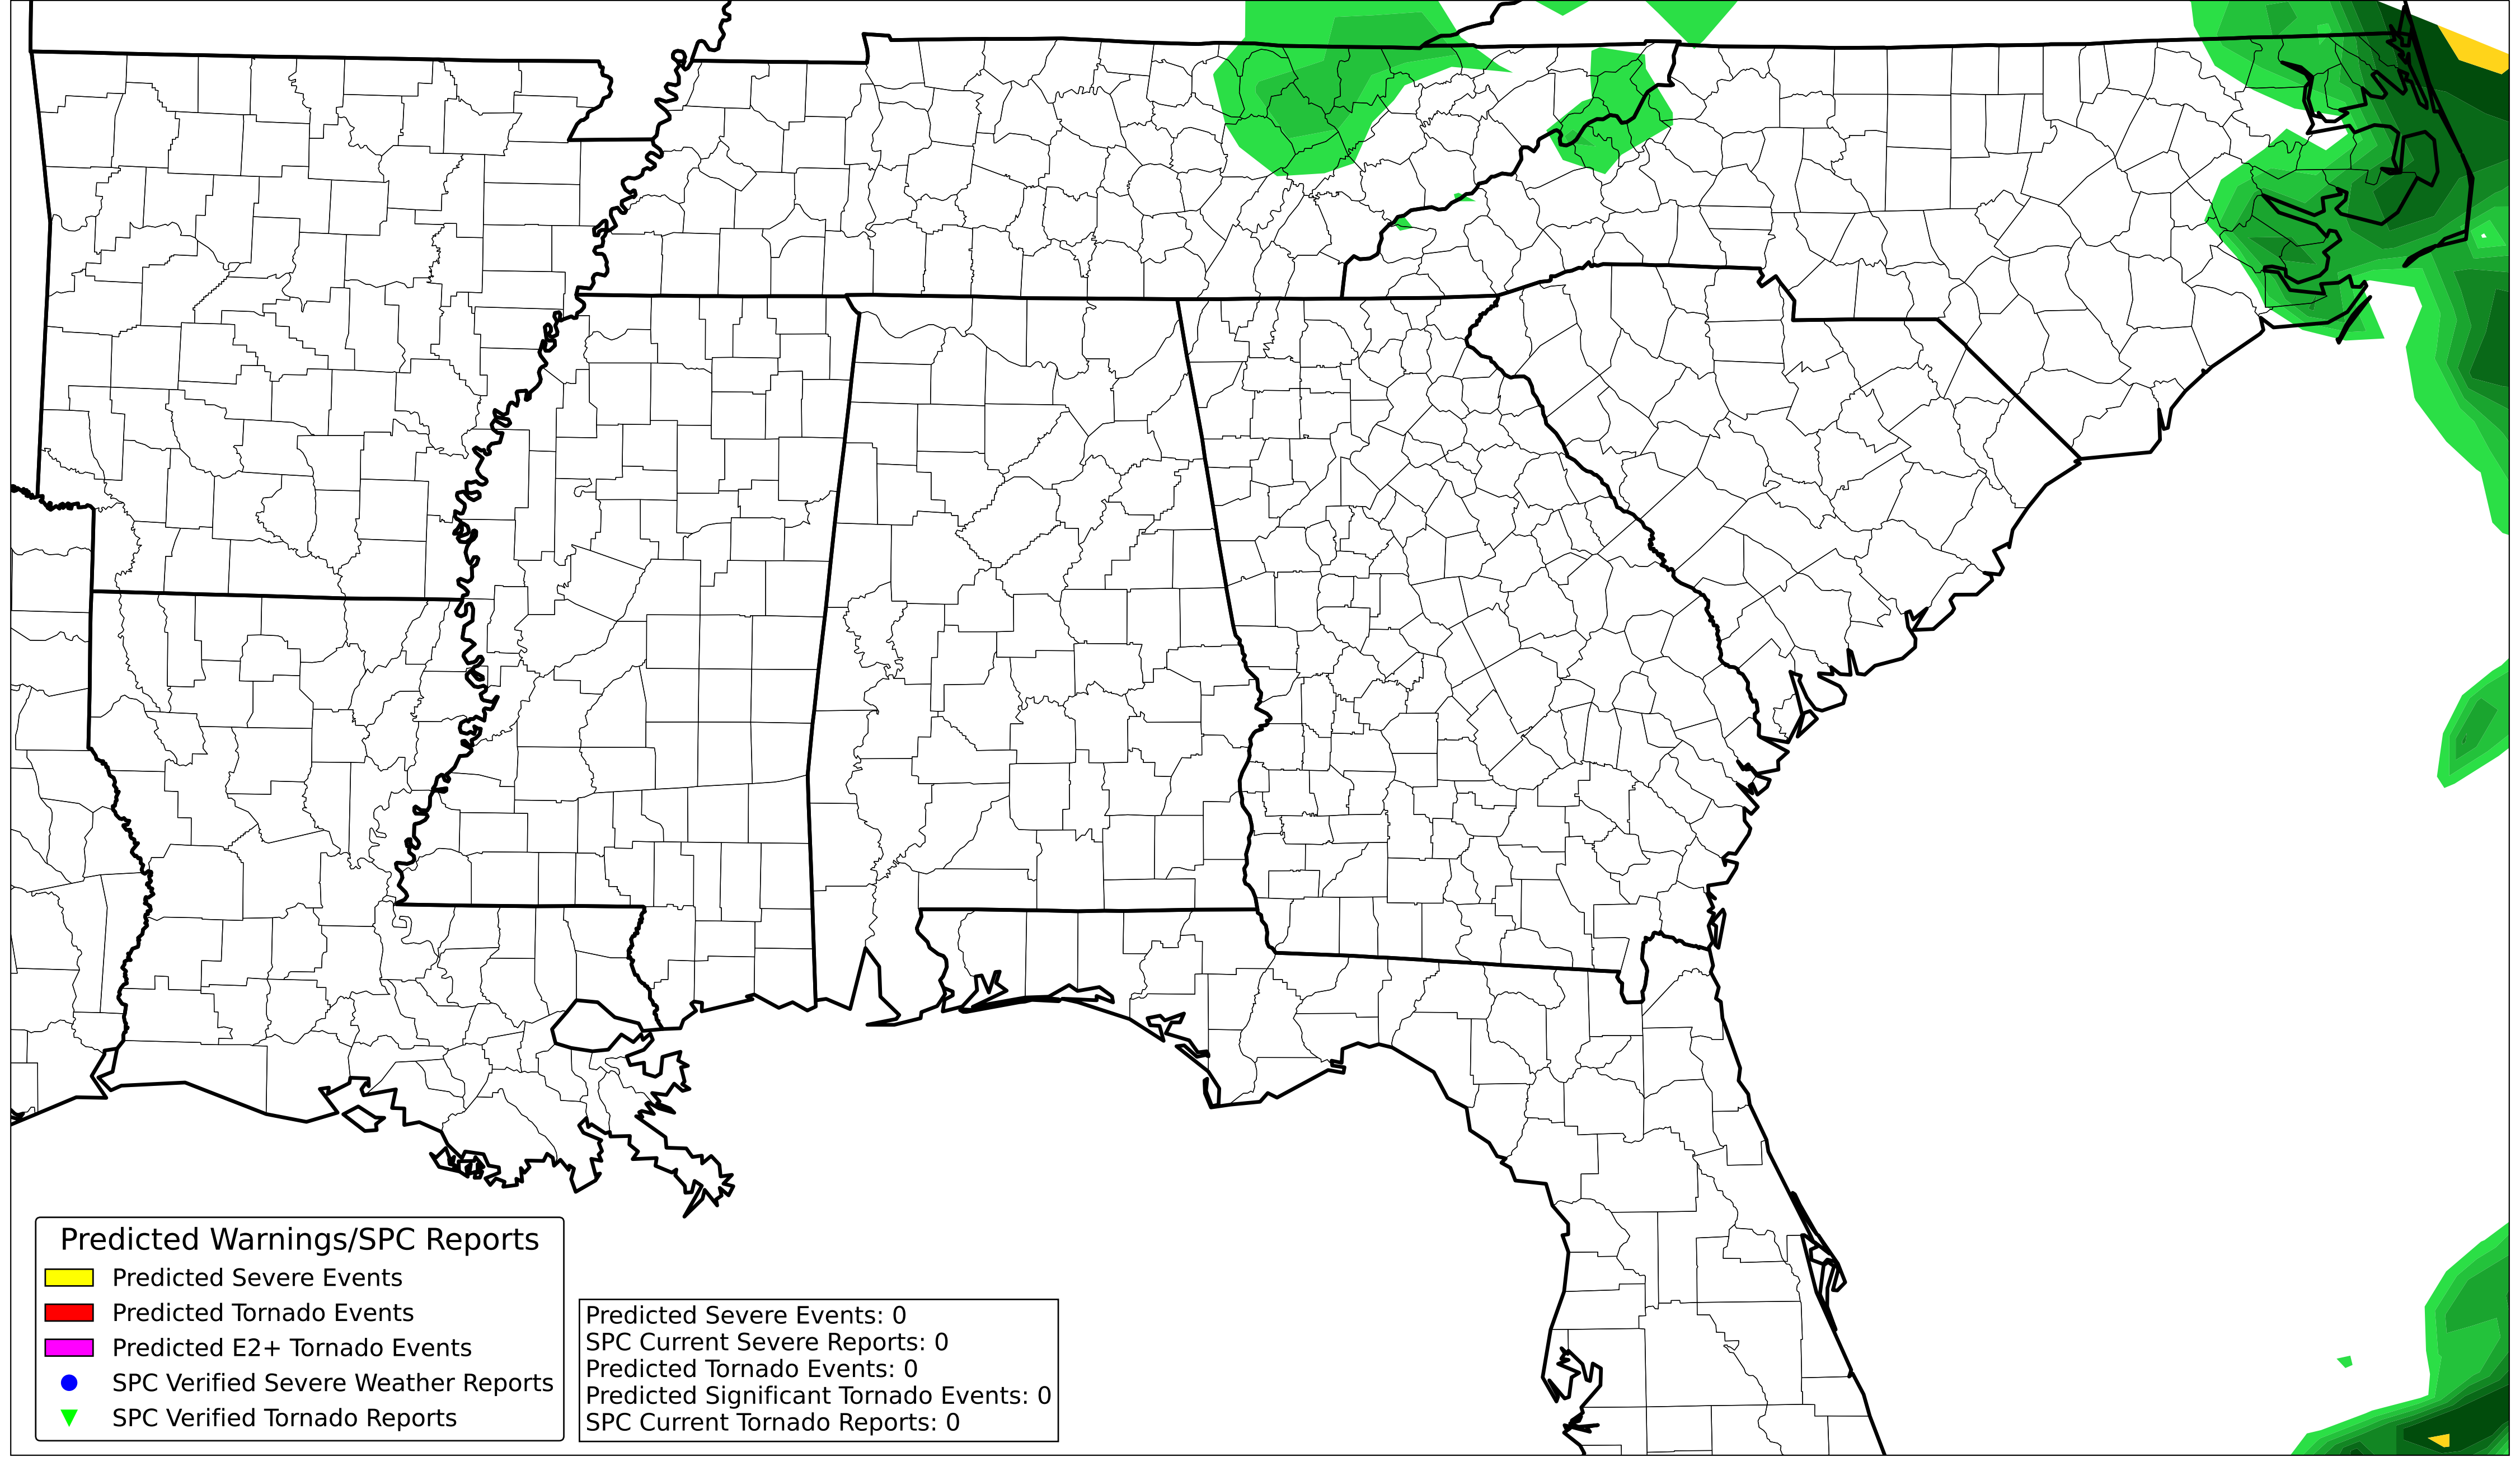 Predicted Warnings/SPC Reports
Predicted Severe Events
Predicted Tornado Events
Predicted E2+ Tornado Events
SPC Verified Severe Weather Reports
SPC Verified Tornado Reports
Predicted Severe Events: 0
SPC Current Severe Reports: 0
Predicted Tornado Events: 0
Predicted Significant Tornado Events: 0
SPC Current Tornado Reports: 0